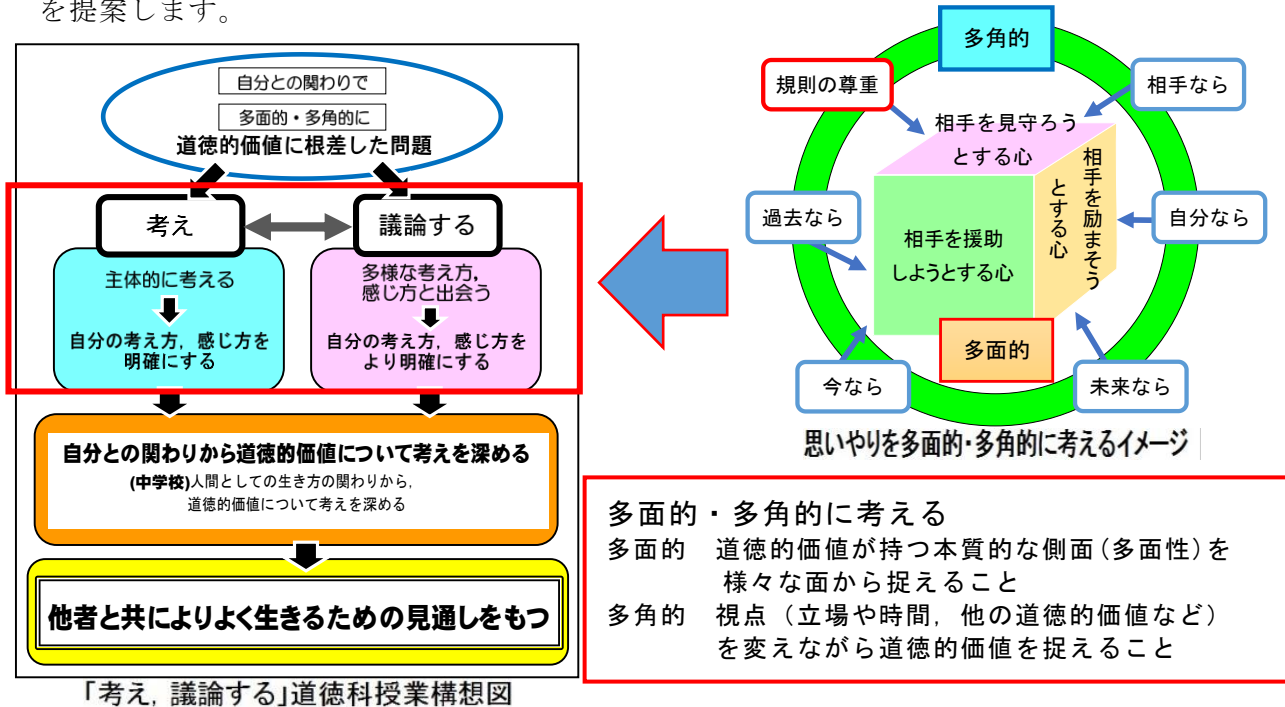 を提案します。
自分との関わりで
多面的・多角的に
道徳的価値に根差した問題
考え
議論する
主体的に考える
自分の考え方，感じ方を
明確にする
多様な考え方，
感じ方と出会う
自分の考え方，感じ方を
より明確にする
自分との関わりから道徳的価値について考えを深める
(中学校)人間としての生き方の関わりから，
道徳的価値について考えを深める
他者と共によりよく生きるための見通しをもつ
「考え，議論する」道徳科授業構想図
多角的
規則の尊重
相手なら
相手を見守ろう
とする心
過去なら
相手を援助
しようとする心
相手を励まそう
とする心
自分なら
多面的
今なら
未来なら
思いやりを多面的・多角的に考えるイメージ
多面的・多角的に考える
多面的　道徳的価値が持つ本質的な側面(多面性)を
様々な面から捉えること
多角的　視点（立場や時間，他の道徳的価値など）
を変えながら道徳的価値を捉えること